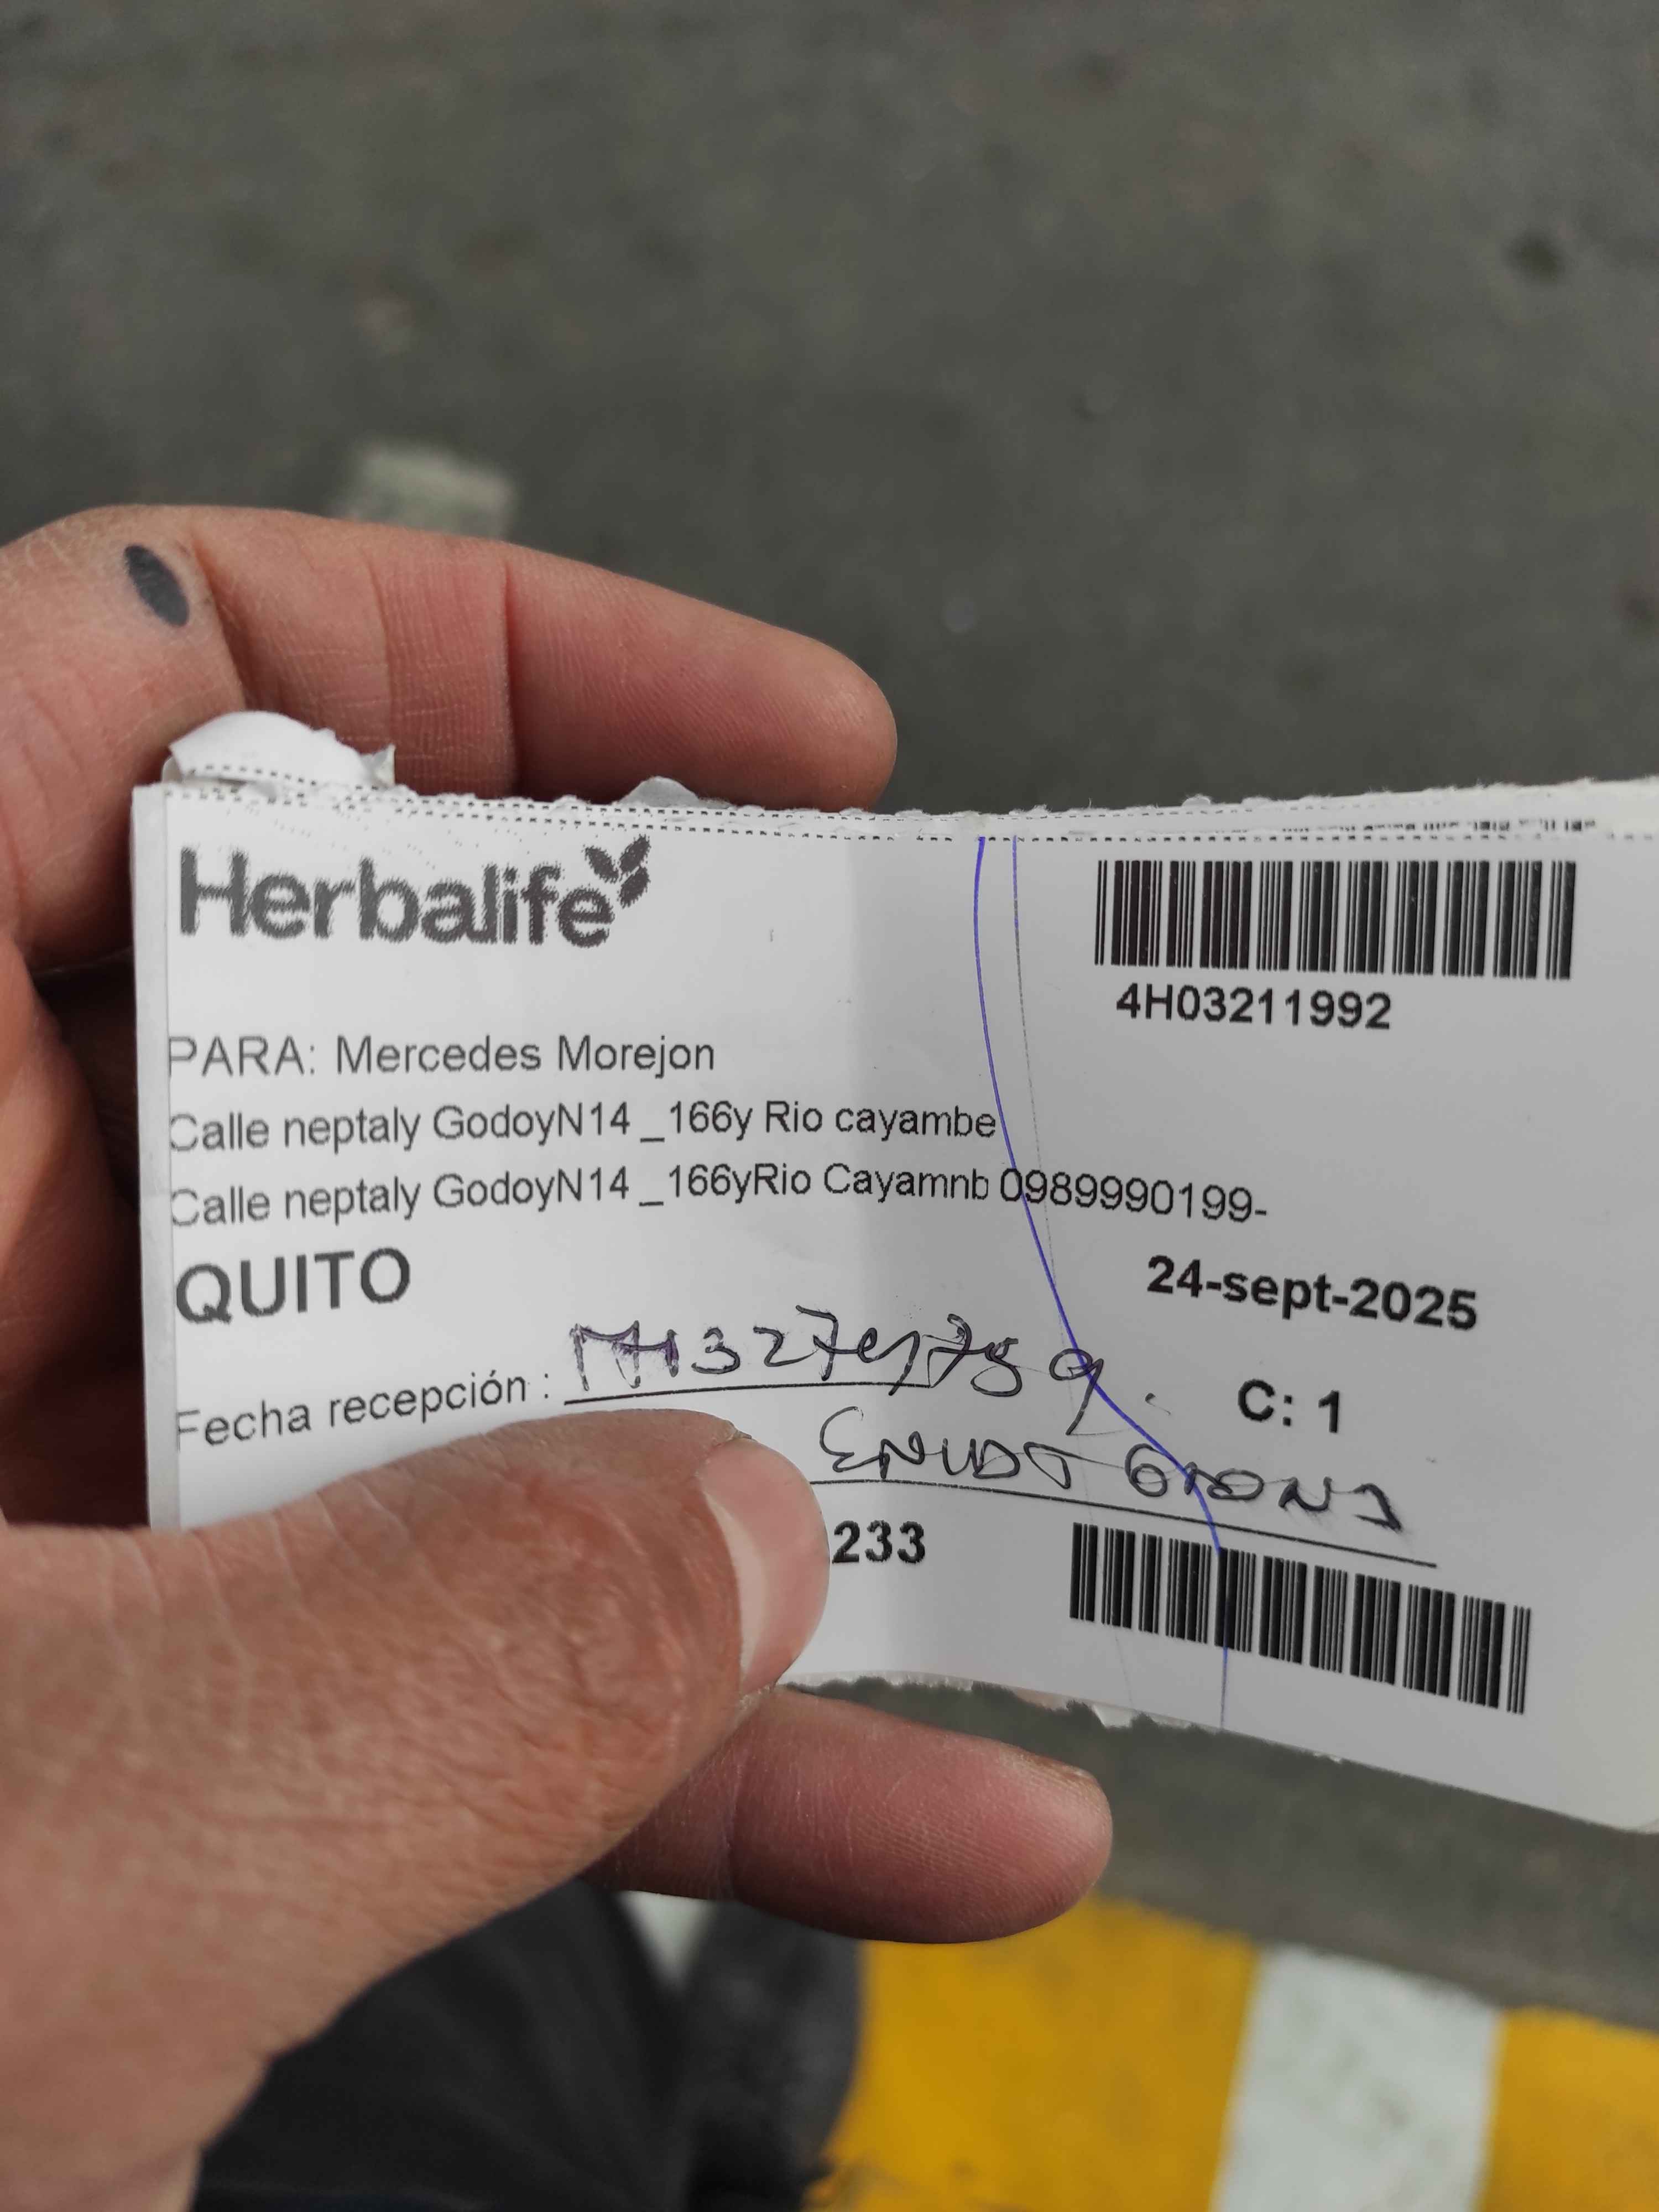 Herbalife
4H03211992
PARA: Mercedes Morejon
Calle neptaly GodoyN14 _166y Rio cayambe
Calle neptaly GodoyN14 _166yRio Cayamnb 0989990199-
QUITO
24-sept-2025
Fecha recepción :
C: 1
233